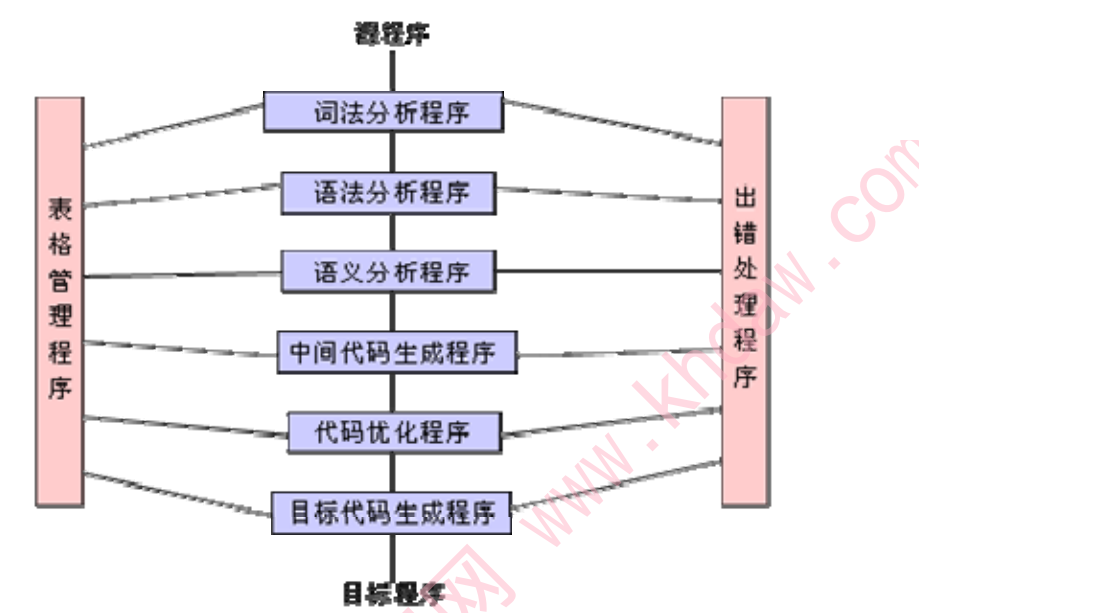 源程序
词法分析程序
语法分析程序
语义分析程序
中间代码生成程序
代码优化程序
目标代码生成程序
目标程序
表格管理程序
出错处理程序
网 www.khdaw.com